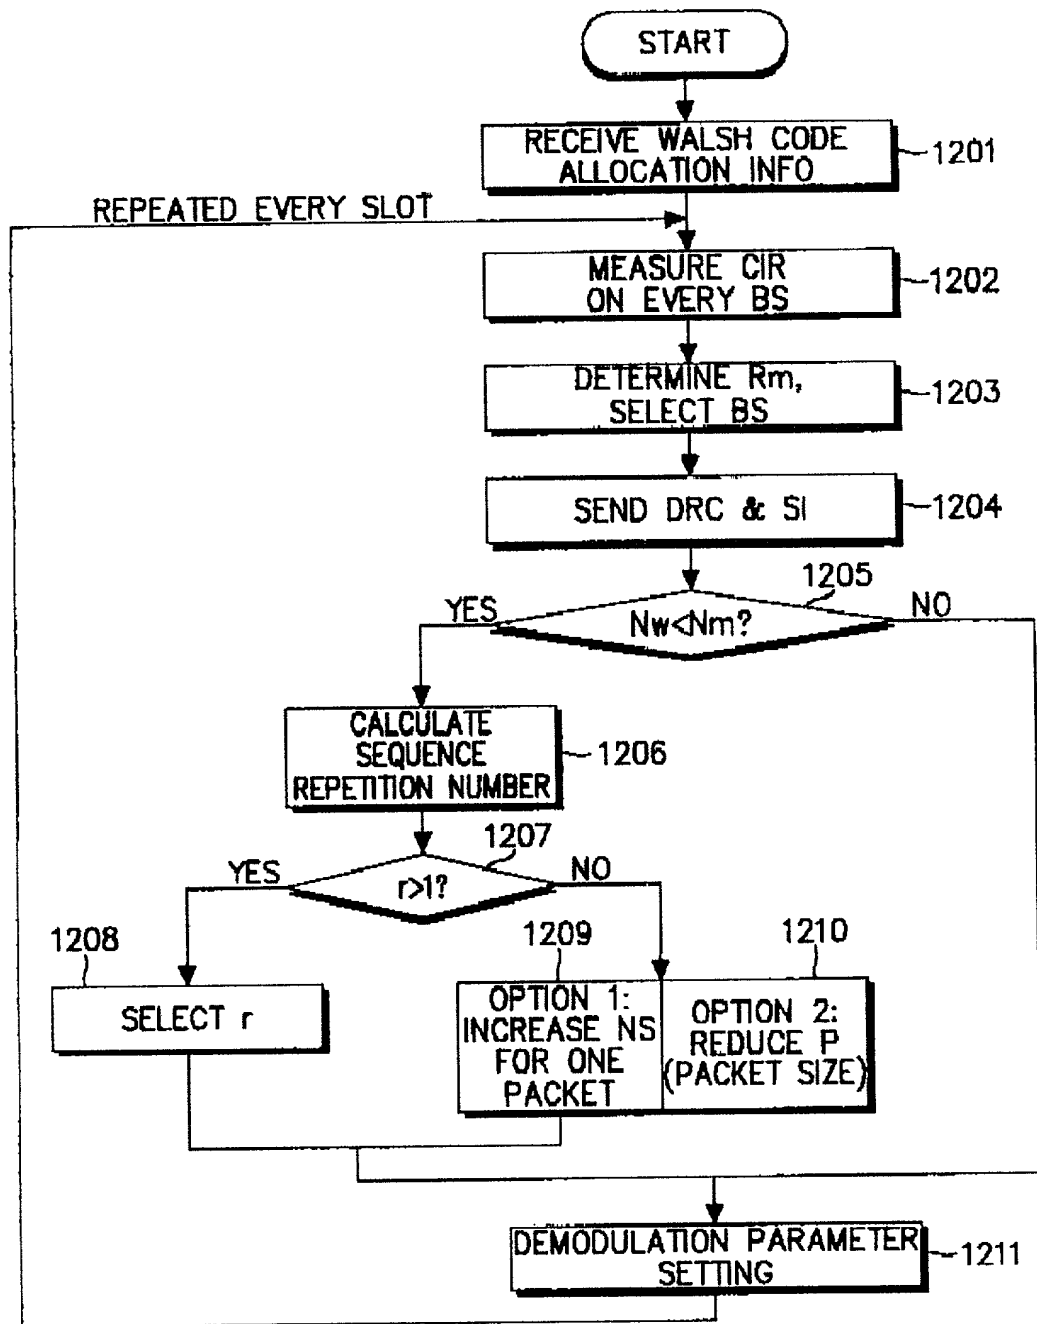 START
RECEIVE WALSH CODE
ALLOCATION INFO
1201
REPEATED EVERY SLOT
MEASURE CIR
ON EVERY BS
1202
DETERMINE Rm,
SELECT BS
1203
SEND DRC & SI
1204
1205
YES
Nw<Nm?
NO
CALCULATE
SEQUENCE
REPETITION NUMBER
1206
1207
YES
r>1?
NO
1208
SELECT r
1209
OPTION 1:
INCREASE NS
FOR ONE
PACKET
1210
OPTION 2:
REDUCE P
(PACKET SIZE)
DEMODULATION PARAMETER
SETTING
1211